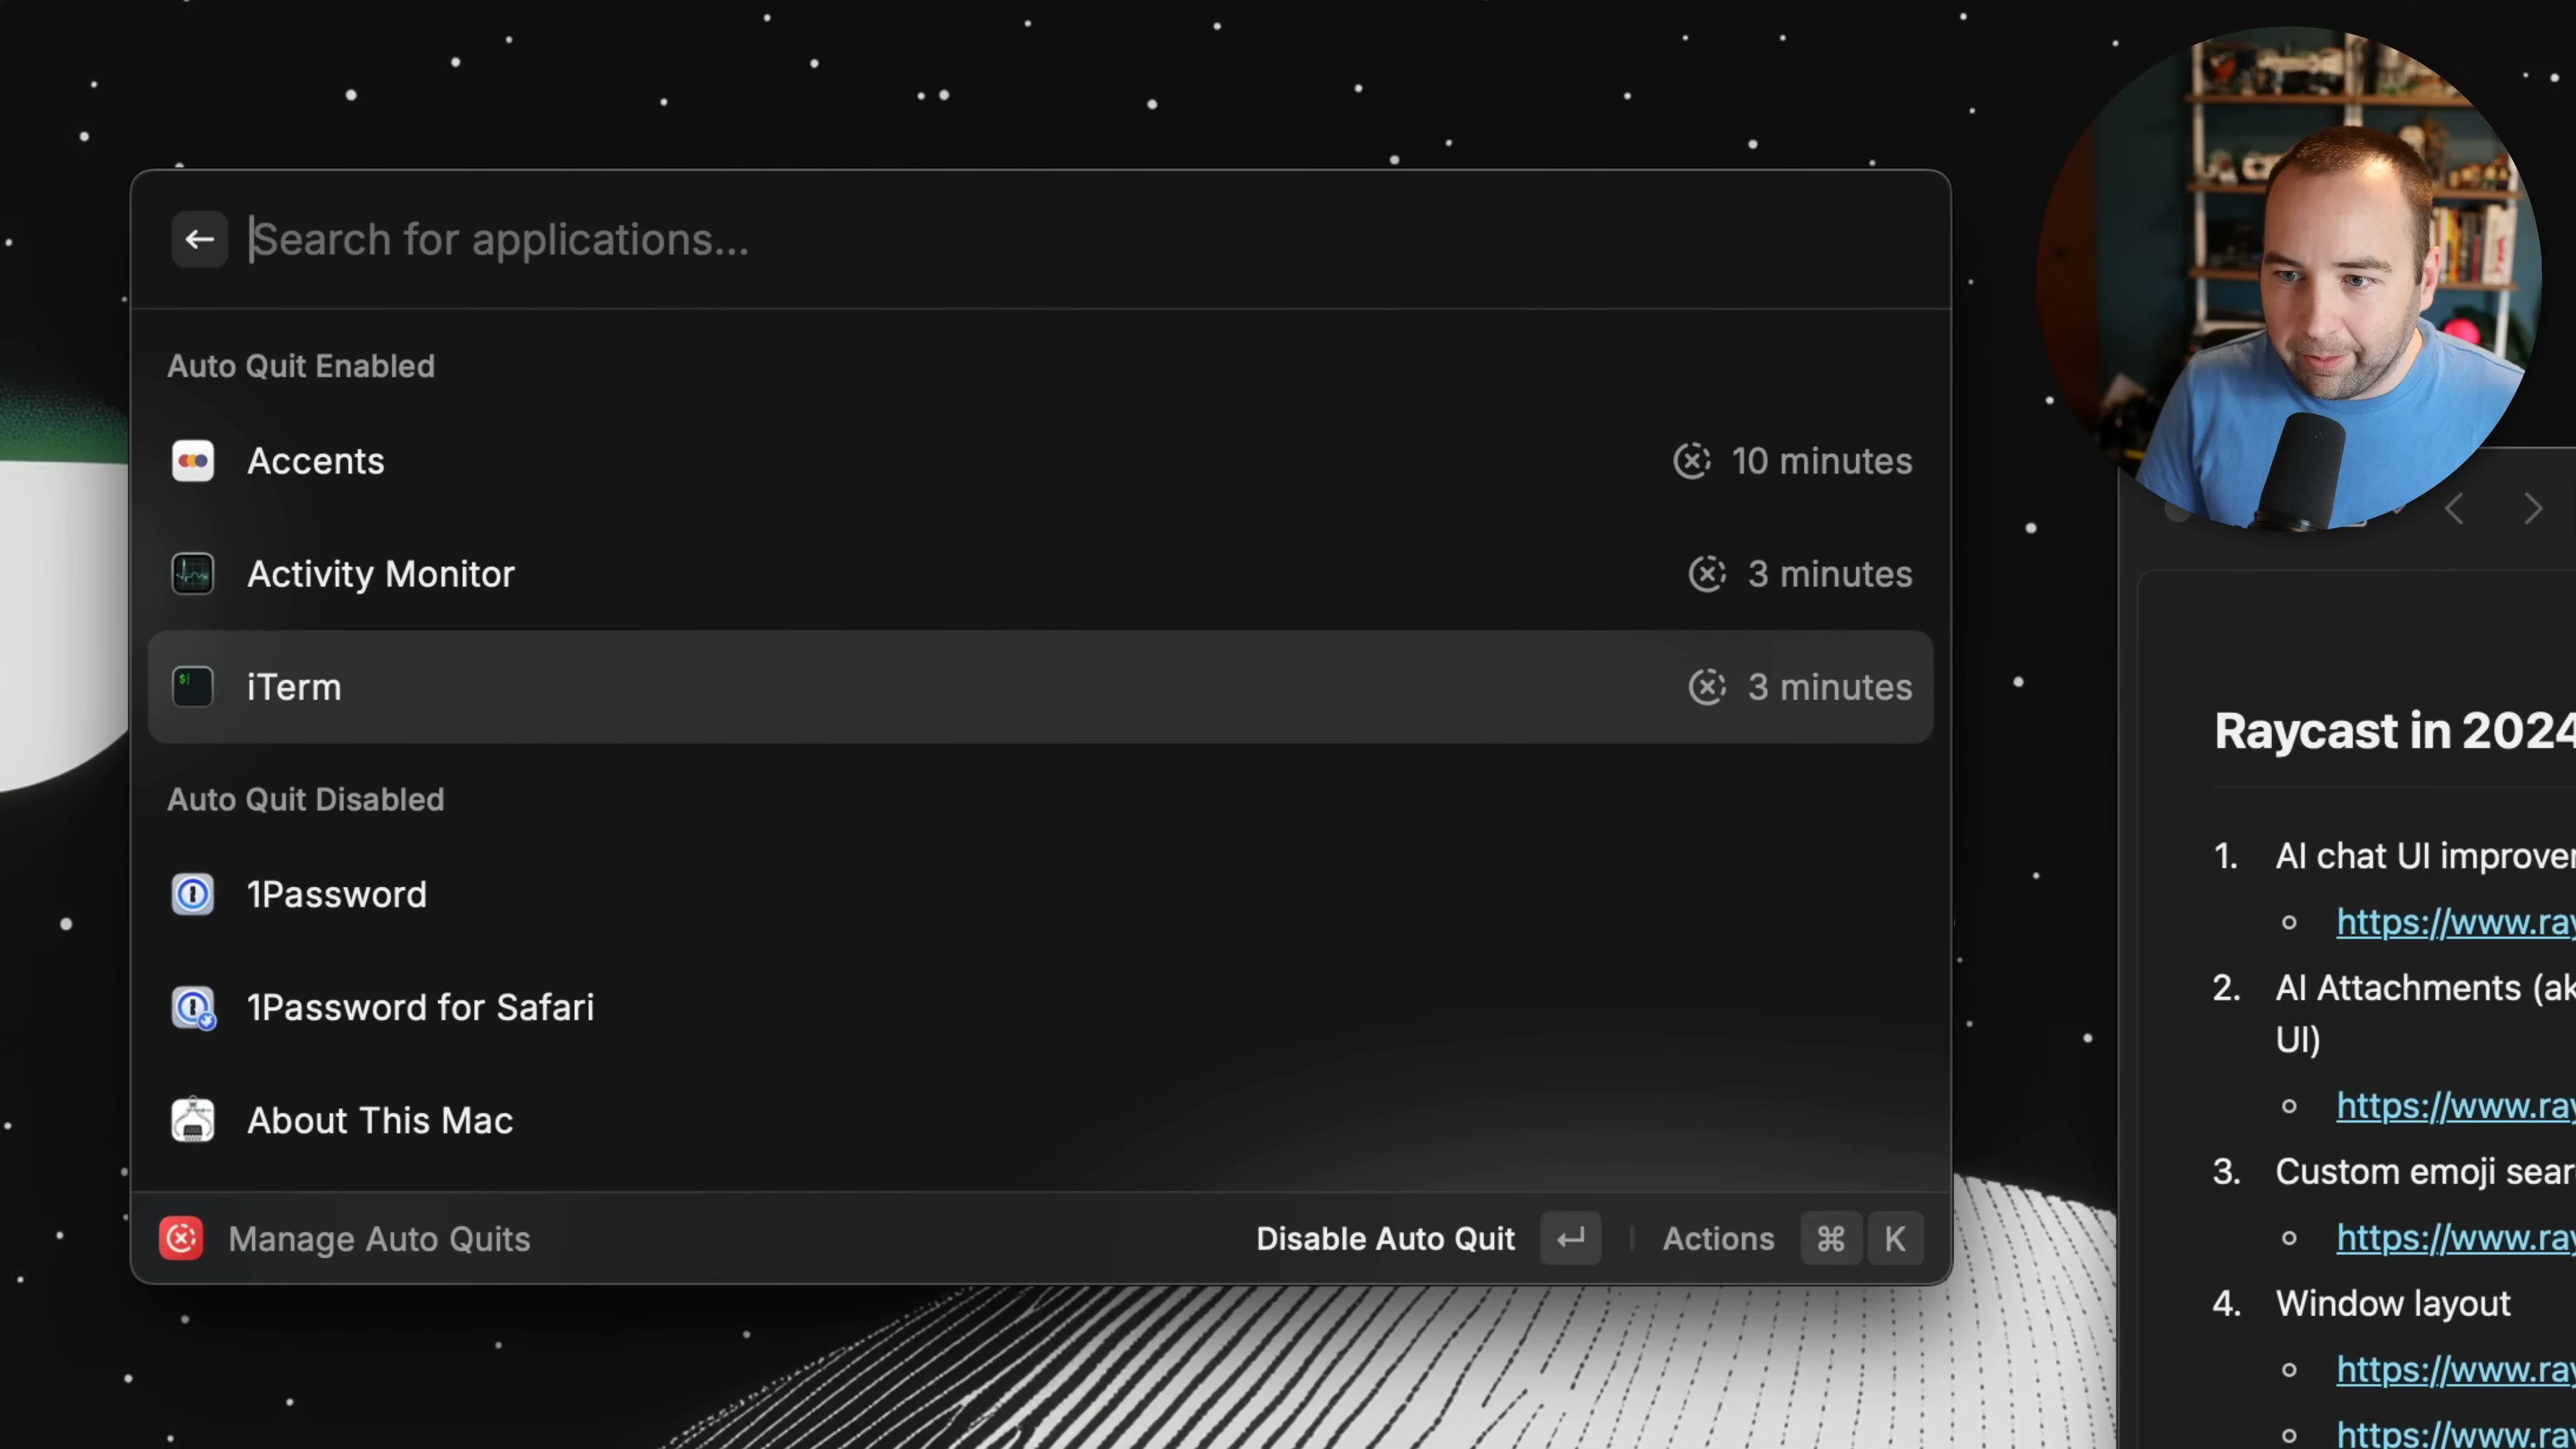 Search for applications...
Auto Quit Enabled
Accents
10 minutes
Activity Monitor
3 minutes
iTerm
3 minutes
Auto Quit Disabled
1Password
1Password for Safari
About This Mac
Manage Auto Quits
Disable Auto Quit
Actions
⌘ K
Raycast in 2024
1. AI chat UI
https://www.ray
2. AI Attachments
UI)
https://www.ray
3. Custom emoji
https://www.ray
4. Window layout
https://www.ray
https://www.ray